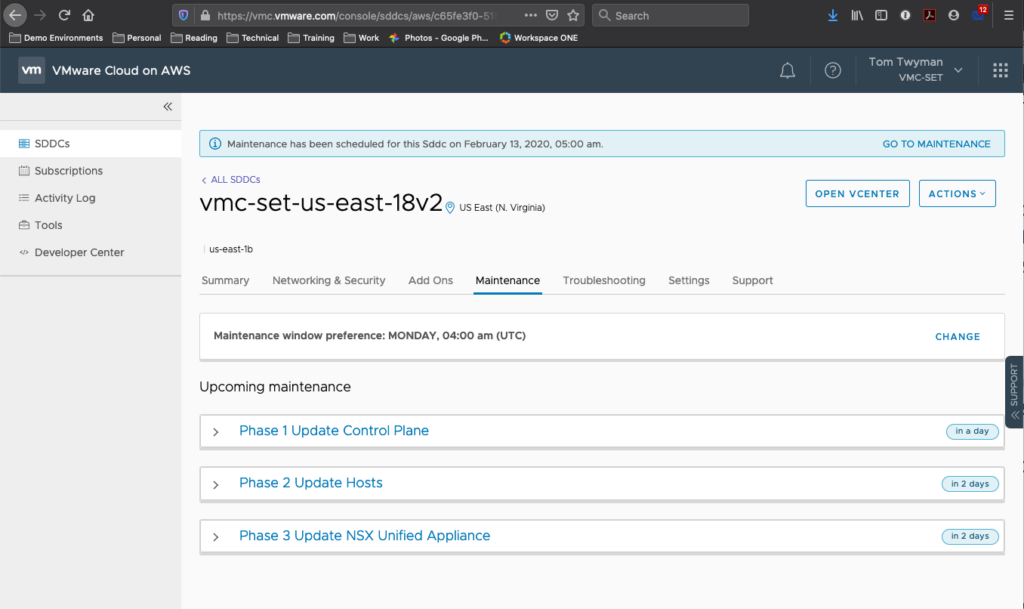 https://vmc.vmware.com/console/sddcs/aws/c65fe3f0-51
Search
12
Demo Environments
Personal
Reading
Technical
Training
Work
Photos - Google Ph...
Workspace ONE
vm
VMware Cloud on AWS
Tom Twyman
VMC-SET
SDDCs
Subscriptions
Activity Log
Tools
Developer Center
Maintenance has been scheduled for this Sddc on February 13, 2020, 05:00 am.
GO TO MAINTENANCE
ALL SDDCs
vmc-set-us-east-18v2
US East (N. Virginia)
OPEN VCENTER
ACTIONS
us-east-1b
Summary
Networking & Security
Add Ons
Maintenance
Troubleshooting
Settings
Support
Maintenance window preference: MONDAY, 04:00 am (UTC)
CHANGE
SUPPORT
Upcoming maintenance
Phase 1 Update Control Plane
in a day
Phase 2 Update Hosts
in 2 days
Phase 3 Update NSX Unified Appliance
in 2 days